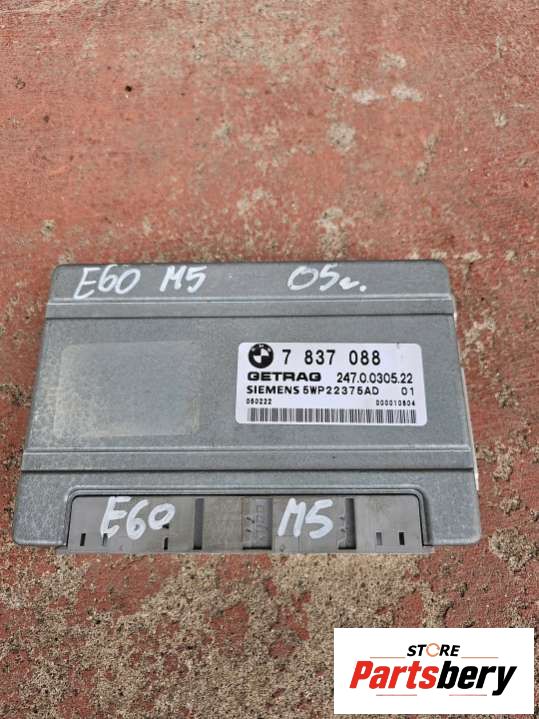 E60 M5 05г.
BMW
7 837 088
GETRAG 247.0.0305.22
SIEMENS 5WP22375AD 01
050222 000010604
E60 M5
STORE
Partsbery